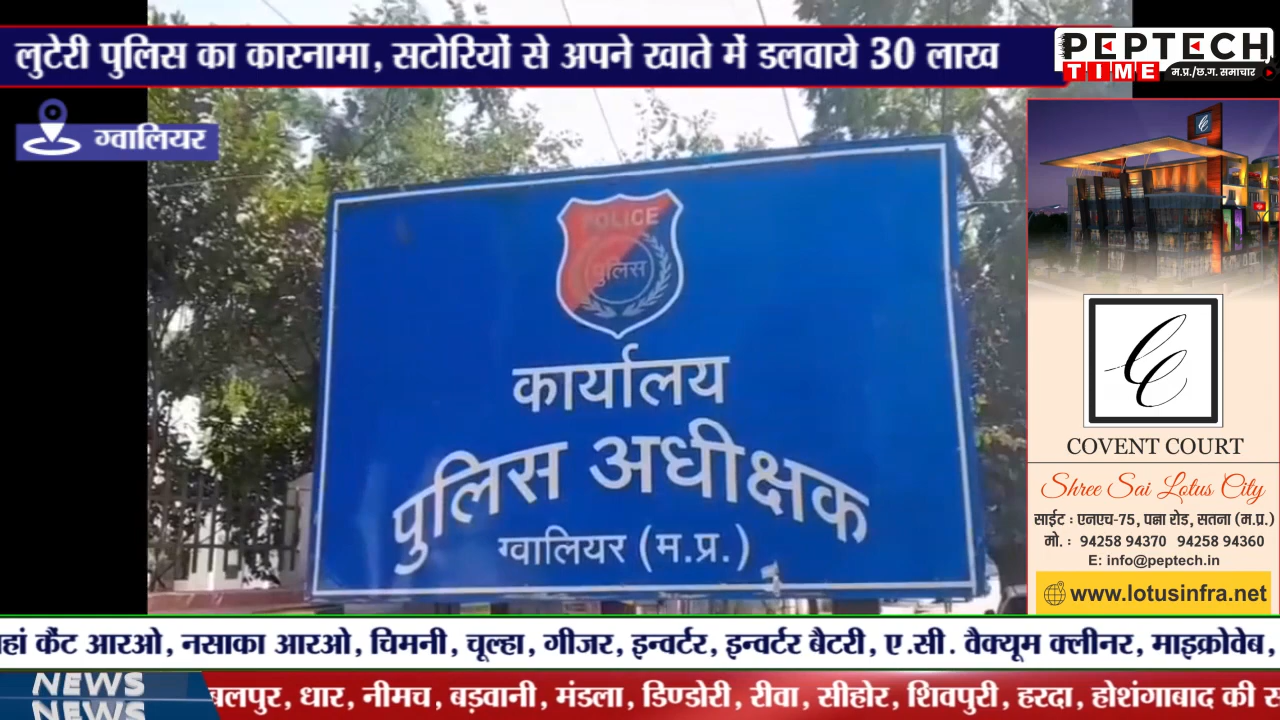 लुटेरी पुलिस का कारनामा, सटोरियों से अपने खाते में डलवाये 30 लाख
PEPTECH
TIME म.प्र./छ.ग. समाचार
ग्वालियर
POLICE
पुलिस
कार्यालय
पुलिस अधीक्षक
ग्वालियर (म.प्र.)
COVENT COURT
Shree Sai Lotus City
साईट : एनएच-75, पन्ना रोड, सतना (म.प्र.)
मो. : 94258 94370 94258 94360
E: info@peptech.in
www.lotusinfra.net
हां कैंट आरओ, नसाका आरओ, चिमनी, चूल्हा, गीजर, इन्वर्टर, इन्वर्टर बैटरी, ए.सी. वैक्यूम क्लीनर, माइक्रोवेब,
NEWS
NEWS
बलपुर, धार, नीमच, बड़वानी, मंडला, डिण्डोरी, रीवा, सीहोर, शिवपुरी, हरदा, होशंगाबाद की